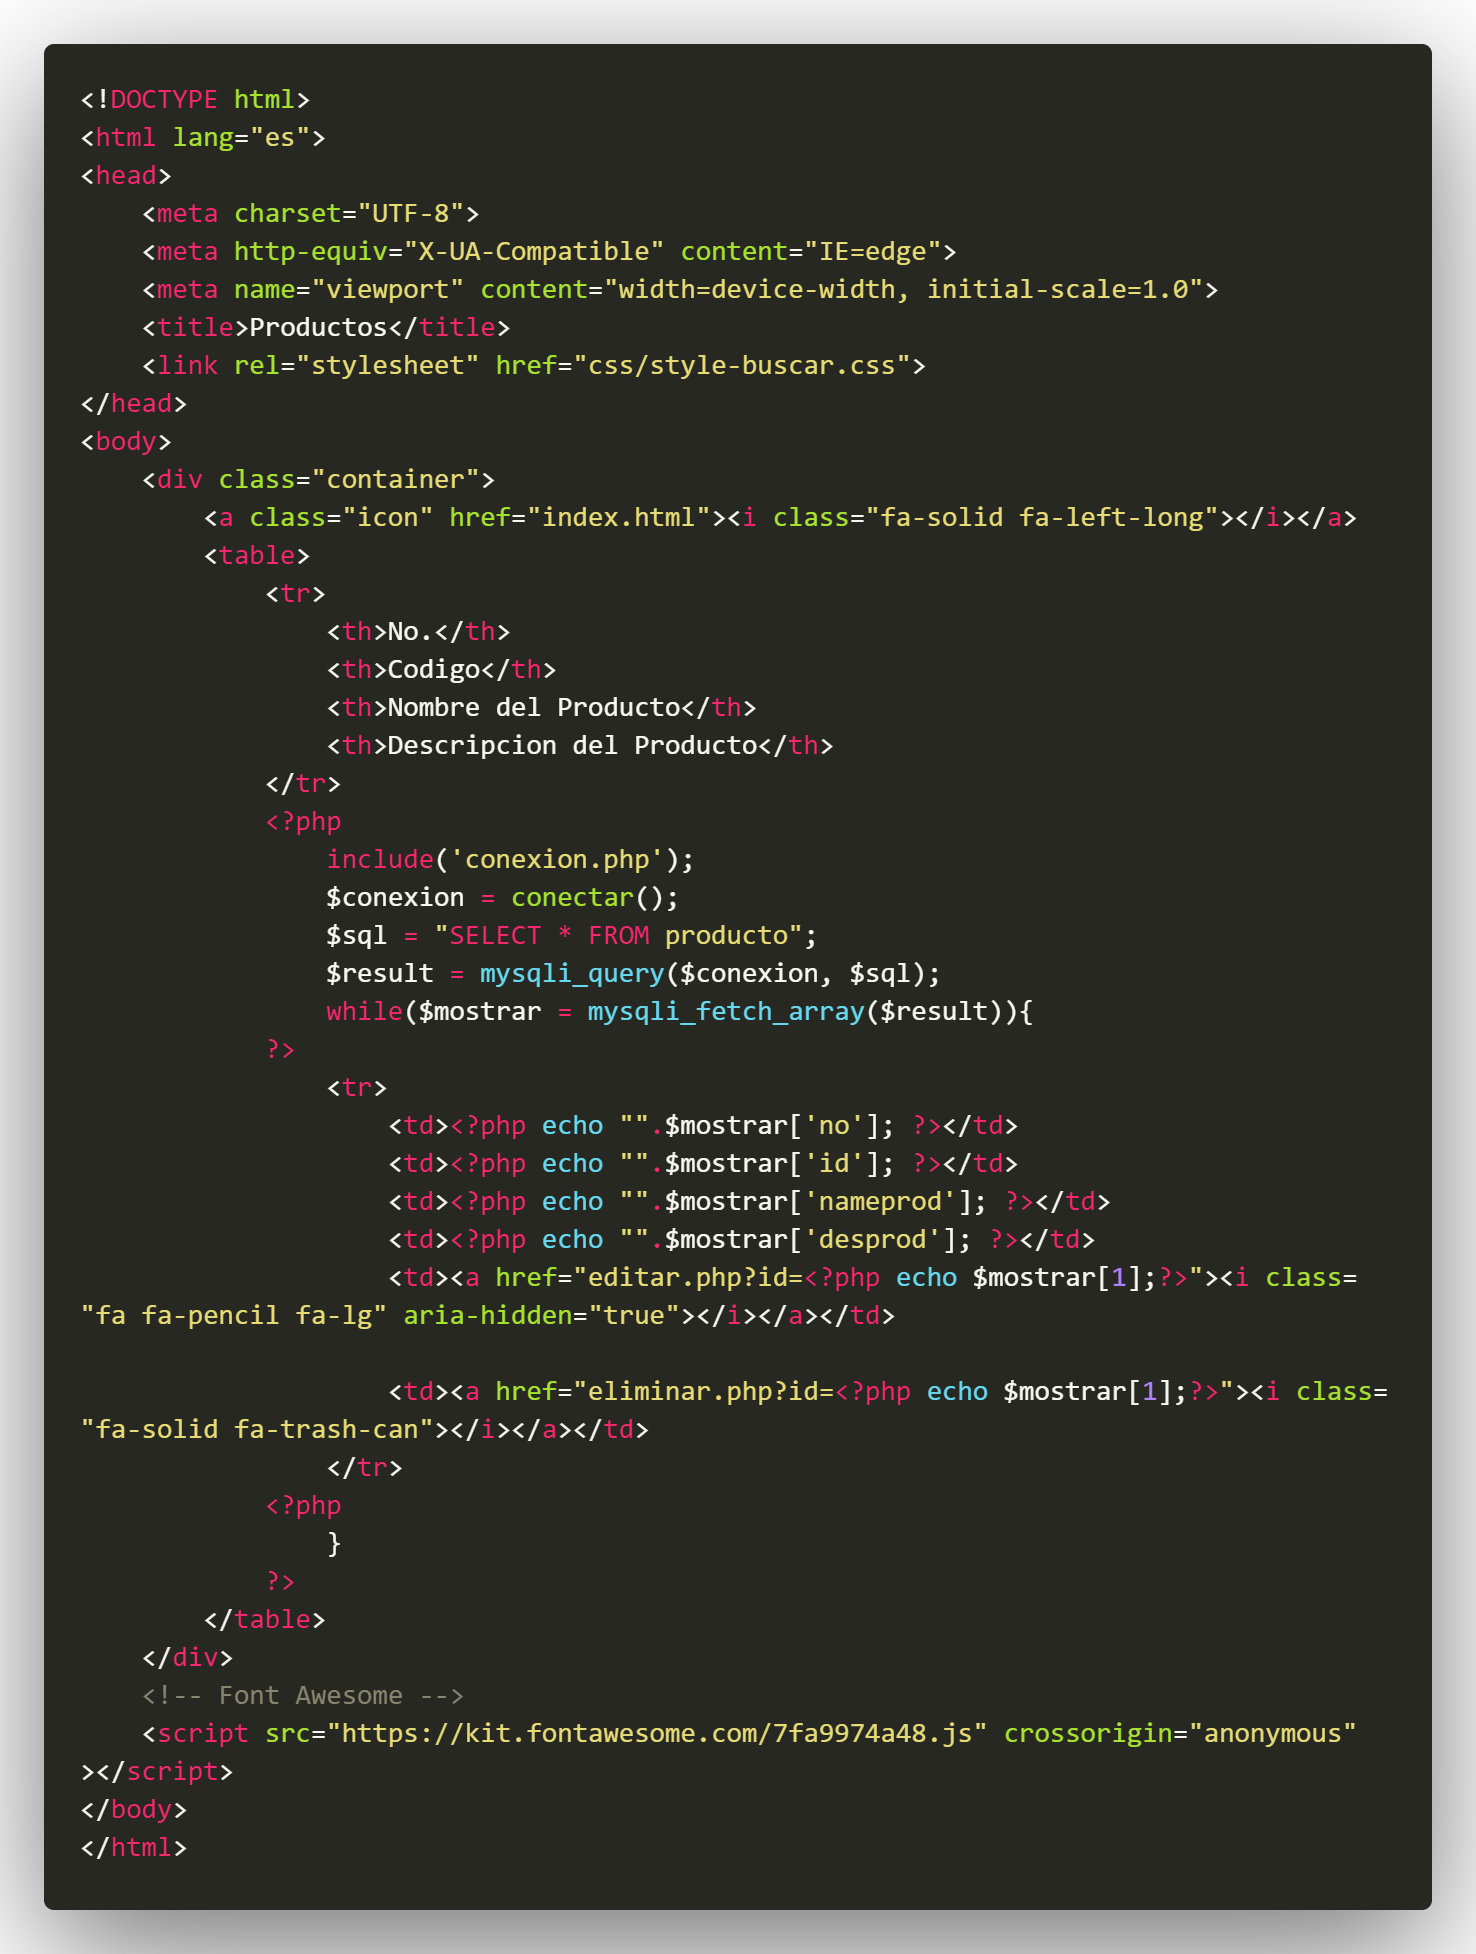 <!DOCTYPE html>
<html lang="es">
<head>
    <meta charset="UTF-8">
    <meta http-equiv="X-UA-Compatible" content="IE=edge">
    <meta name="viewport" content="width=device-width, initial-scale=1.0">
    <title>Productos</title>
    <link rel="stylesheet" href="css/style-buscar.css">
</head>
<body>
    <div class="container">
        <a class="icon" href="index.html"><i class="fa-solid fa-left-long"></i></a>
        <table>
            <tr>
                <th>No.</th>
                <th>Codigo</th>
                <th>Nombre del Producto</th>
                <th>Descripcion del Producto</th>
            </tr>
            <?php
                include('conexion.php');
                $conexion = conectar();
                $sql = "SELECT * FROM producto";
                $result = mysqli_query($conexion, $sql);
                while($mostrar = mysqli_fetch_array($result)){
            ?>
                <tr>
                    <td><?php echo "".$mostrar['no']; ?></td>
                    <td><?php echo "".$mostrar['id']; ?></td>
                    <td><?php echo "".$mostrar['nameprod']; ?></td>
                    <td><?php echo "".$mostrar['desprod']; ?></td>
                    <td><a href="editar.php?id=<?php echo $mostrar[1];?>"><i class=
"fa fa-pencil fa-lg" aria-hidden="true"></i></a></td>

                    <td><a href="eliminar.php?id=<?php echo $mostrar[1];?>"><i class=
"fa-solid fa-trash-can"></i></a></td>
                </tr>
            <?php
                }
            ?>
        </table>
    </div>
    <!-- Font Awesome -->
    <script src="https://kit.fontawesome.com/7fa9974a48.js" crossorigin="anonymous"
></script>
</body>
</html>